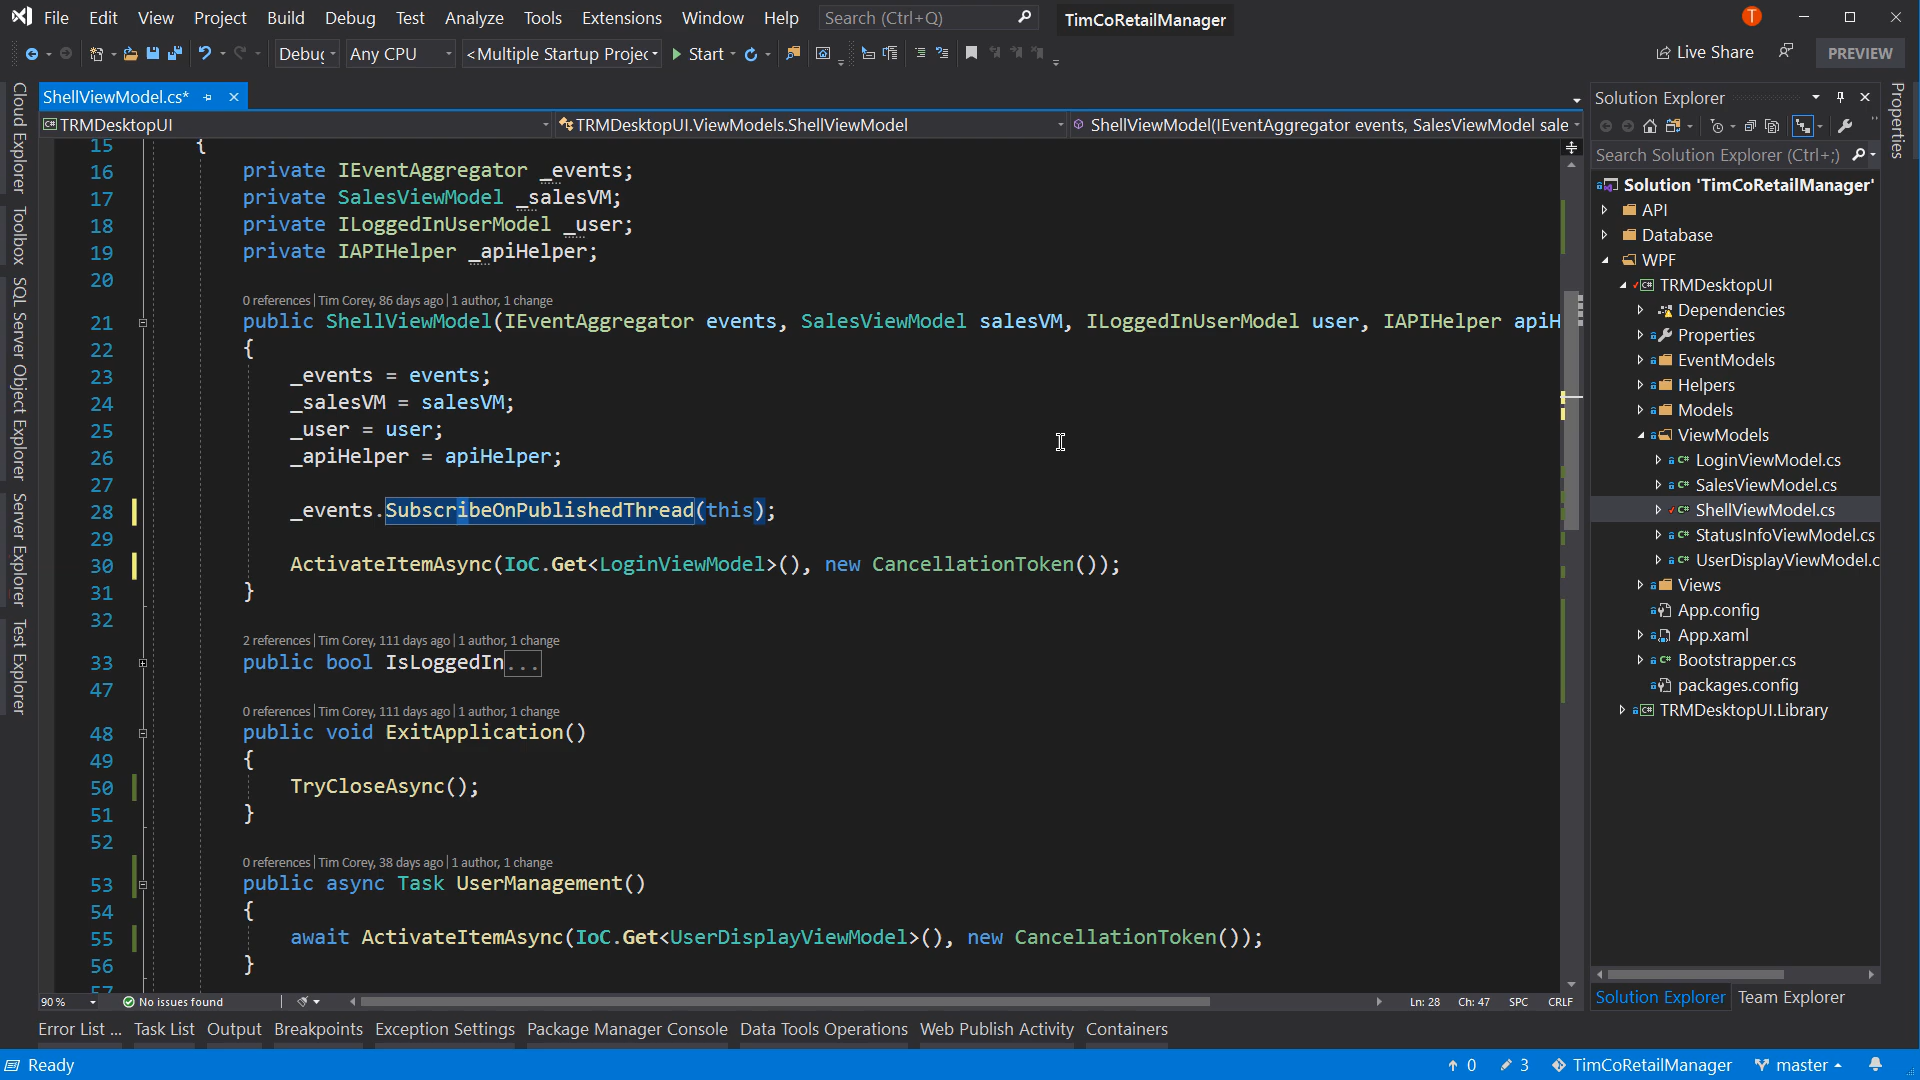 File Edit View Project Build Debug Test Analyze Tools Extensions Window Help Search (Ctrl+Q) TimCoRetailManager
Debug Any CPU <Multiple Startup Projec Start Live Share PREVIEW
ShellViewModel.cs*
TRMDesktopUI TRMDesktopUI.ViewModels.ShellViewModel ShellViewModel(IEventAggregator events, SalesViewModel sale
15 {
16 private IEventAggregator _events;
17 private SalesViewModel _salesVM;
18 private ILoggedInUserModel _user;
19 private IAPIHelper _apiHelper;
20
0 references | Tim Corey, 86 days ago | 1 author, 1 change
21 public ShellViewModel(IEventAggregator events, SalesViewModel salesVM, ILoggedInUserModel user, IAPIHelper apiH
22 {
23 _events = events;
24 _salesVM = salesVM;
25 _user = user;
26 _apiHelper = apiHelper;
27
28 _events.SubscribeOnPublishedThread(this);
29
30 ActivateItemAsync(IoC.Get<LoginViewModel>(), new CancellationToken());
31 }
32
2 references | Tim Corey, 111 days ago | 1 author, 1 change
33 public bool IsLoggedIn...
47
0 references | Tim Corey, 111 days ago | 1 author, 1 change
48 public void ExitApplication()
49 {
50 TryCloseAsync();
51 }
52
0 references | Tim Corey, 38 days ago | 1 author, 1 change
53 public async Task UserManagement()
54 {
55 await ActivateItemAsync(IoC.Get<UserDisplayViewModel>(), new CancellationToken());
56 }
57
90 % No issues found Ln: 28 Ch: 47 SPC CRLF
Cloud Explorer
Toolbox
SQL Server Object Explorer
Server Explorer
Test Explorer
Solution Explorer
Search Solution Explorer (Ctrl+;)
Solution 'TimCoRetailManager'
API
Database
WPF
TRMDesktopUI
Dependencies
Properties
EventModels
Helpers
Models
ViewModels
LoginViewModel.cs
SalesViewModel.cs
ShellViewModel.cs
StatusInfoViewModel.cs
UserDisplayViewModel.c
Views
App.config
App.xaml
Bootstrapper.cs
packages.config
TRMDesktopUI.Library
Solution Explorer Team Explorer
Properties
Error List ... Task List Output Breakpoints Exception Settings Package Manager Console Data Tools Operations Web Publish Activity Containers
Ready 0 3 TimCoRetailManager master
T